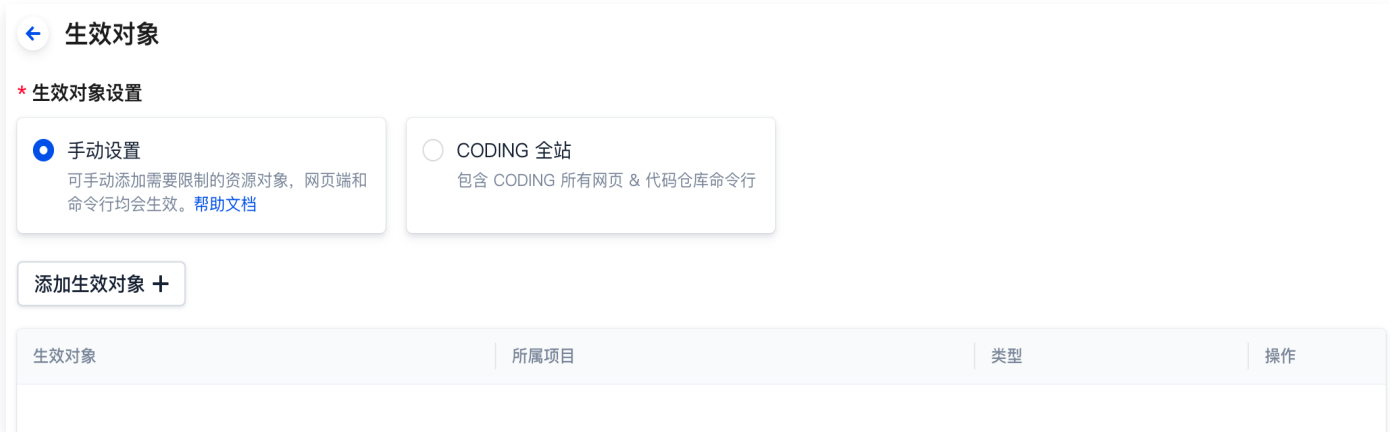 生效对象
* 生效对象设置
手动设置
可手动添加需要限制的资源对象，网页端和
命令行均会生效。帮助文档
CODING 全站
包含 CODING 所有网页 & 代码仓库命令行
添加生效对象 +
生效对象 所属项目 类型 操作